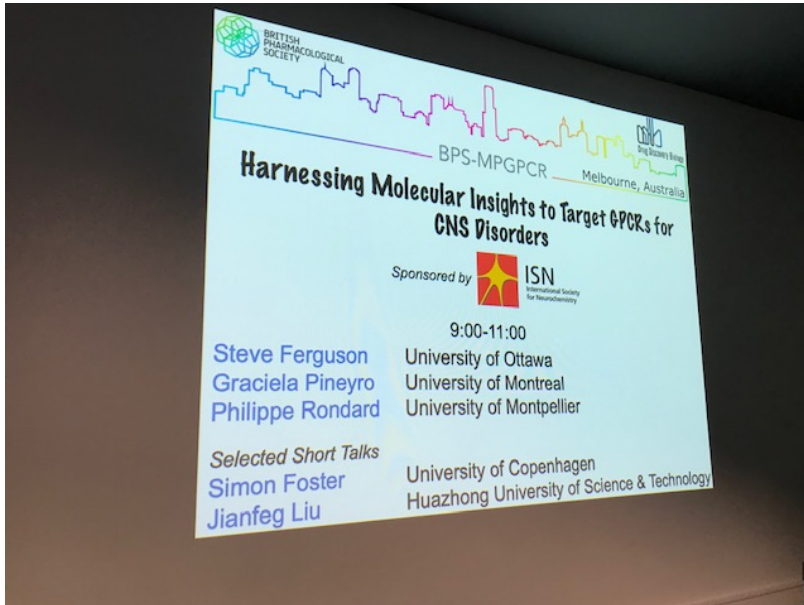 BRITISH
PHARMACOLOGICAL
SOCIETY
Drug Discovery Biology
BPS-MPGPCR
Melbourne, Australia
Harnessing Molecular Insights to Target GPCRs for
CNS Disorders
Sponsored by
ISN
International Society
for Neurochemistry
9:00-11:00
Steve Ferguson University of Ottawa
Graciela Pineyro University of Montreal
Philippe Rondard University of Montpellier
Selected Short Talks
Simon Foster University of Copenhagen
Jianfeg Liu Huazhong University of Science & Technology